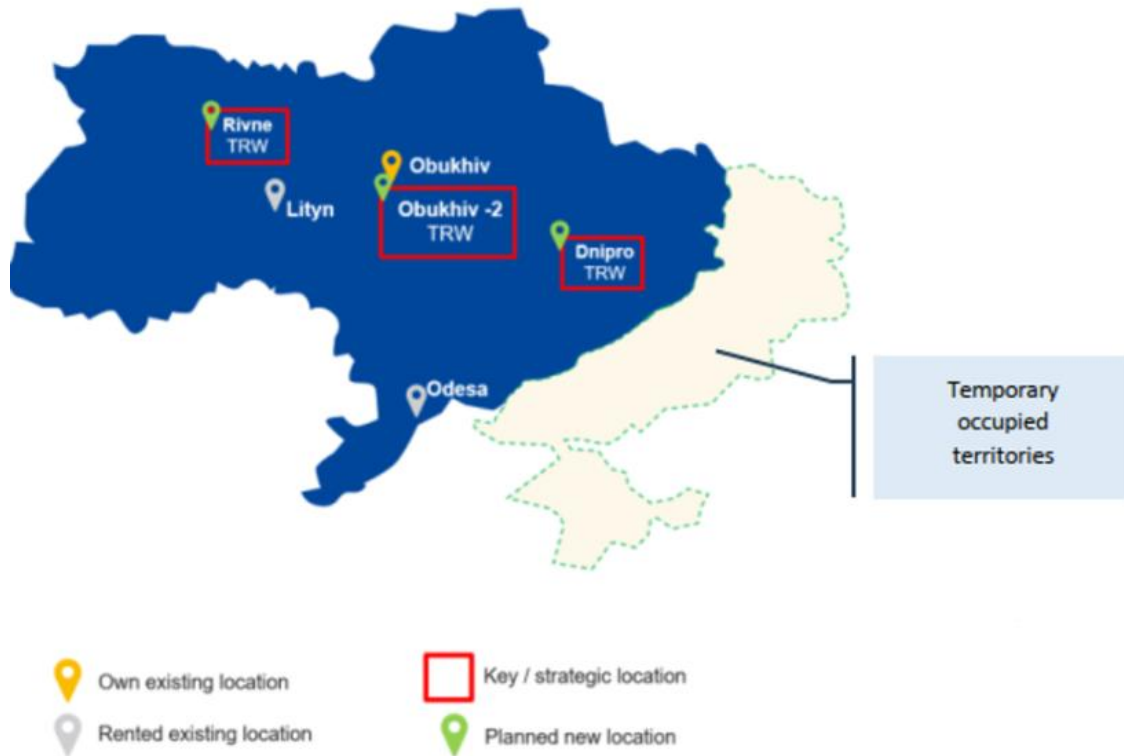 Rivne
TRW
Obukhiv
Lityn
Obukhiv -2
TRW
Dnipro
TRW
Odesa
Temporary
occupied
territories
Own existing location
Key / strategic location
Rented existing location
Planned new location